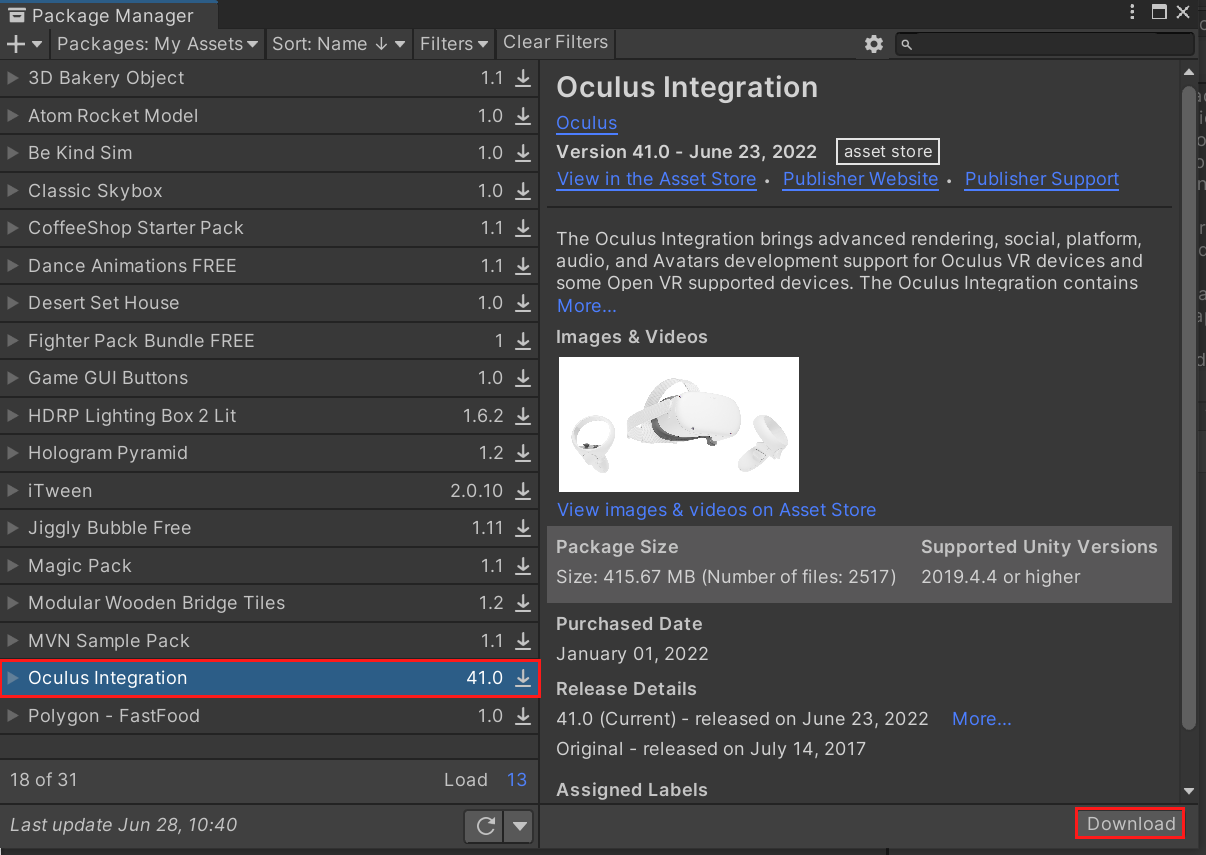 Package Manager
Packages: My Assets
Sort: Name ↓
Filters
Clear Filters
3D Bakery Object 1.1
Atom Rocket Model 1.0
Be Kind Sim 1.0
Classic Skybox 1.0
CoffeeShop Starter Pack 1.1
Dance Animations FREE 1.1
Desert Set House 1.0
Fighter Pack Bundle FREE 1
Game GUI Buttons 1.0
HDRP Lighting Box 2 Lit 1.6.2
Hologram Pyramid 1.2
iTween 2.0.10
Jiggly Bubble Free 1.11
Magic Pack 1.1
Modular Wooden Bridge Tiles 1.2
MVN Sample Pack 1.1
Oculus Integration 41.0
Polygon - FastFood 1.0
18 of 31 Load 13
Last update Jun 28, 10:40
Oculus Integration
Oculus
Version 41.0 - June 23, 2022 asset store
View in the Asset Store • Publisher Website • Publisher Support
The Oculus Integration brings advanced rendering, social, platform,
audio, and Avatars development support for Oculus VR devices and
some Open VR supported devices. The Oculus Integration contains
More...
Images & Videos
View images & videos on Asset Store
Package Size Supported Unity Versions
Size: 415.67 MB (Number of files: 2517) 2019.4.4 or higher
Purchased Date
January 01, 2022
Release Details
41.0 (Current) - released on June 23, 2022 More...
Original - released on July 14, 2017
Assigned Labels
Download